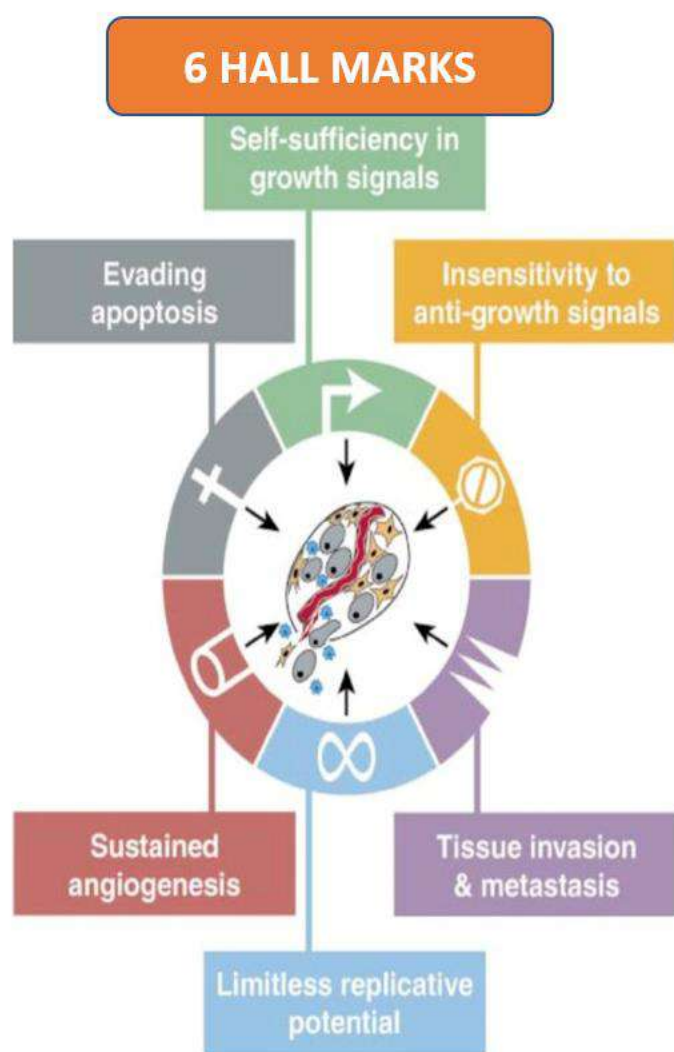 6 HALL MARKS
Self-sufficiency in
growth signals
Evading
apoptosis
Insensitivity to
anti-growth signals
Sustained
angiogenesis
Tissue invasion
& metastasis
Limitless replicative
potential